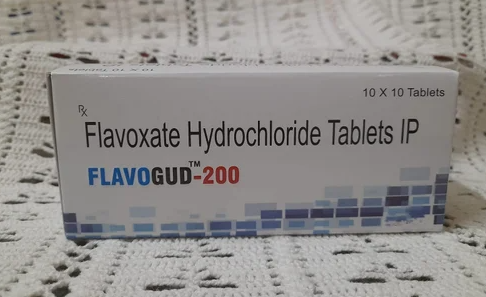 10 X 10 Tablets
Rx
Flavoxate Hydrochloride Tablets IP
FLAVOGUD™-200